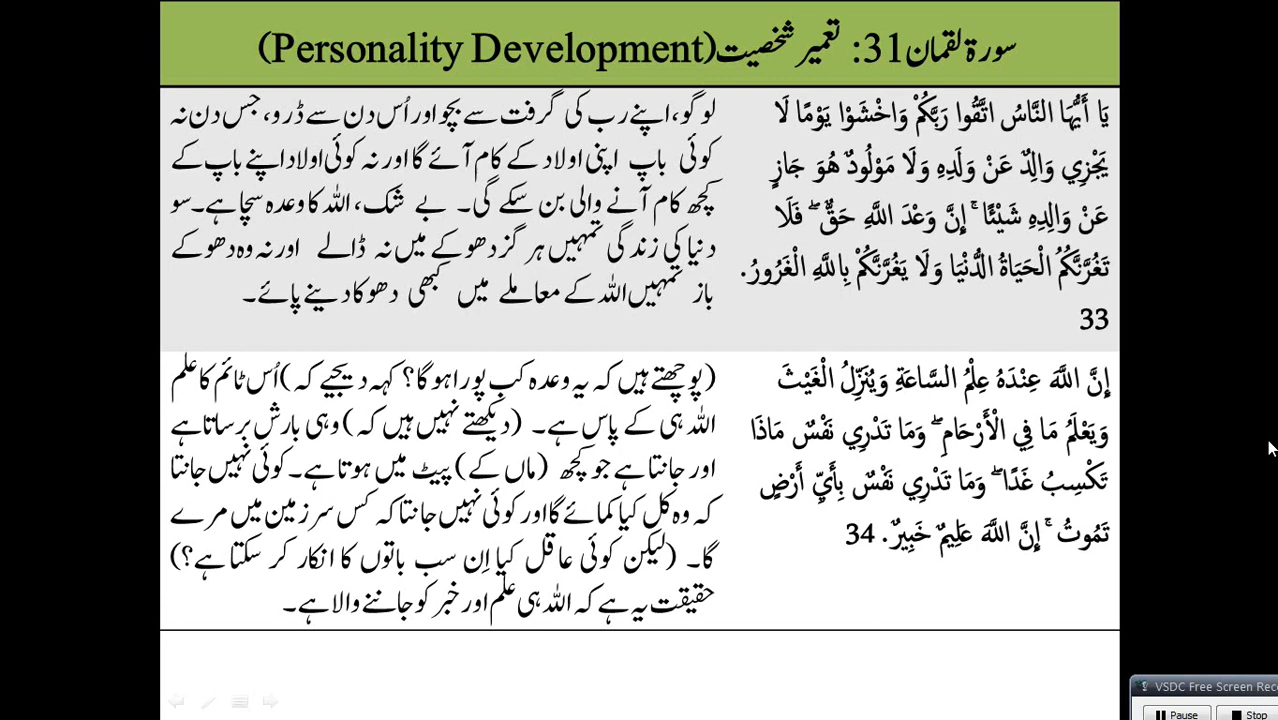 سورۃ لقمان 31: تعمیر شخصیت (Personality Development)
يَا أَيُّهَا النَّاسُ اتَّقُوا رَبَّكُمْ وَاخْشَوْا يَوْمًا لَا
يَجْزِي وَالِدٌ عَنْ وَلَدِهِ وَلَا مَوْلُودٌ هُوَ جَازٍ
عَنْ وَالِدِهِ شَيْئًا ۚ إِنَّ وَعْدَ اللَّهِ حَقٌّ ۖ فَلَا
تَغُرَّنَّكُمُ الْحَيَاةُ الدُّنْيَا وَلَا يَغُرَّنَّكُمْ بِاللَّهِ الْغَرُورُ.
33
لوگو، اپنے رب کی گرفت سے بچو اور اُس دن سے ڈرو، جس دن نہ
کوئی باپ اپنی اولاد کے کام آئے گا اور نہ کوئی اولاد اپنے باپ کے
کچھ کام آنے والی بن سکے گی۔ بے شک، اللہ کا وعدہ سچا ہے۔ سو
دنیا کی زندگی تمہیں ہر گز دھوکے میں نہ ڈالے اور نہ وہ دھوکے
باز تمہیں اللہ کے معاملے میں کبھی دھوکا دینے پائے۔
إِنَّ اللَّهَ عِنْدَهُ عِلْمُ السَّاعَةِ وَيُنَزِّلُ الْغَيْثَ
وَيَعْلَمُ مَا فِي الْأَرْحَامِ ۖ وَمَا تَدْرِي نَفْسٌ مَاذَا
تَكْسِبُ غَدًا ۖ وَمَا تَدْرِي نَفْسٌ بِأَيِّ أَرْضٍ
تَمُوتُ ۚ إِنَّ اللَّهَ عَلِيمٌ خَبِيرٌ. 34
(پوچھتے ہیں کہ یہ وعدہ کب پورا ہو گا؟ کہہ دیجیے کہ) اُس ٹائم کا علم
اللہ ہی کے پاس ہے۔ (دیکھتے نہیں ہیں کہ) وہی بارش برساتا ہے
اور جانتا ہے جو کچھ (ماں کے) پیٹ میں ہوتا ہے۔ کوئی نہیں جانتا
کہ وہ کل کیا کمائے گا اور کوئی نہیں جانتا کہ کس سر زمین میں مرے
گا۔ (لیکن کوئی عاقل کیا اِن سب باتوں کا انکار کر سکتا ہے؟)
حقیقت یہ ہے کہ اللہ ہی علم اور خبر کو جاننے والا ہے۔
VSDC Free Screen Rec
Pause Stop